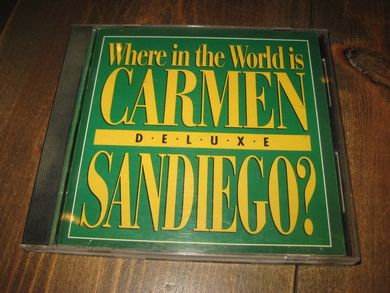 Where in the World is
CARMEN
D·E·L·U·X·E
SANDIEGO?